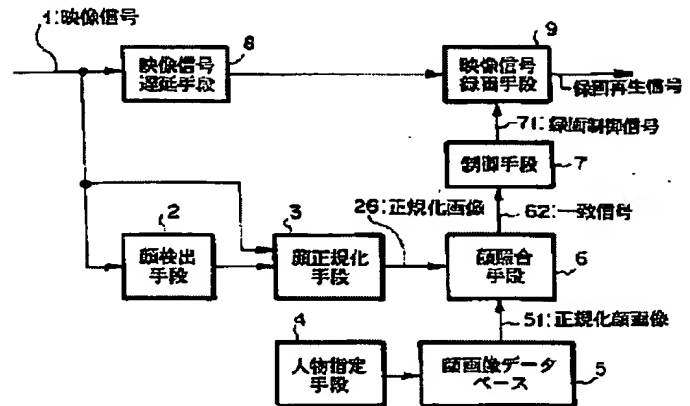 1:映像信号
8
映像信号
遅延手段
9
映像信号
録画手段
録画再生信号
71:録画制御信号
制御手段
7
2
顔検出
手段
3
顔正規化
手段
26:正規化画像
62:一致信号
顔照合
手段
6
51:正規化顔画像
4
人物指定
手段
顔画像データ
ベース
5